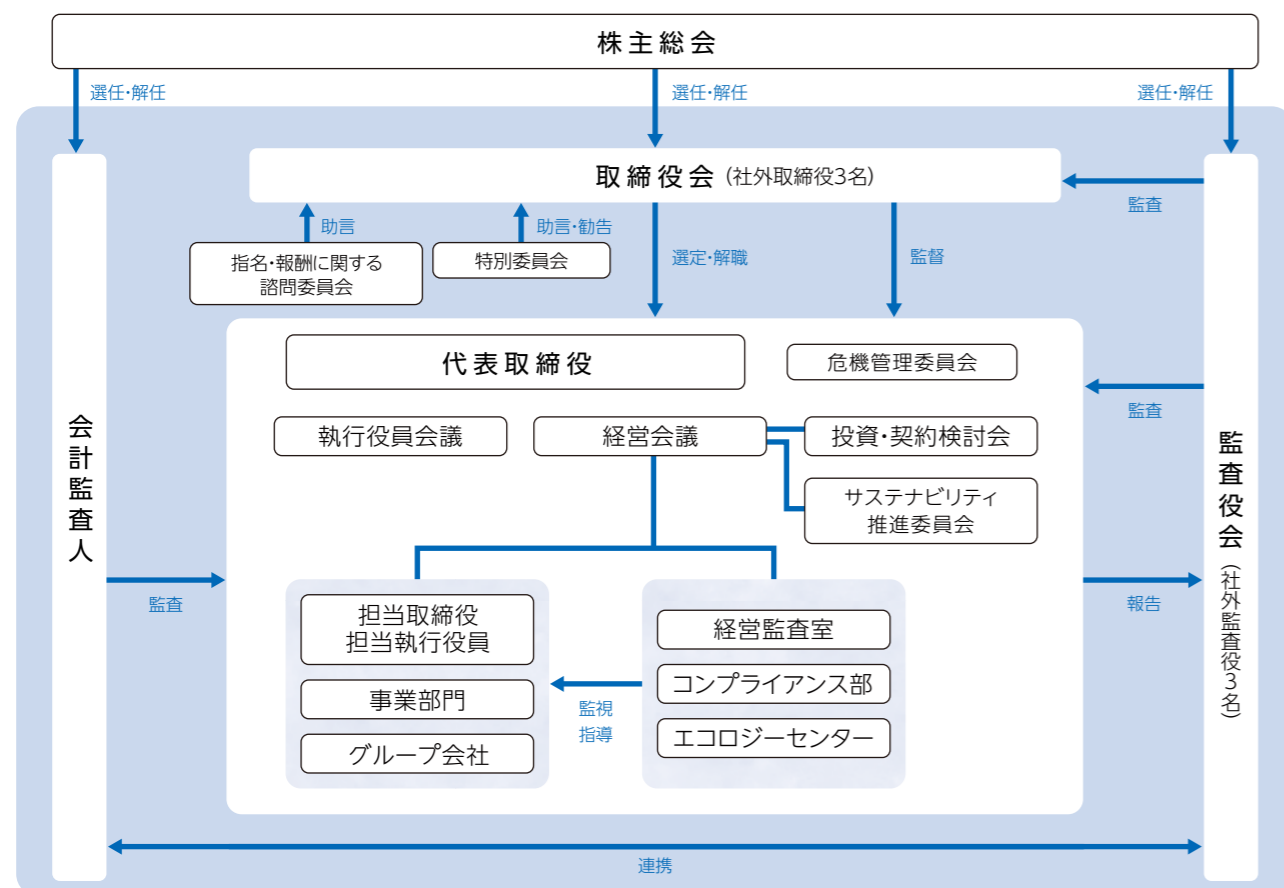 株主総会
選任・解任
選任・解任
選任・解任
取締役会(社外取締役3名)
監査
助言
助言・勧告
指名・報酬に関する
諮問委員会
特別委員会
選定・解職
監督
代表取締役
危機管理委員会
監査
執行役員会議
経営会議
投資・契約検討会
サステナビリティ
推進委員会
会計監査人
監査役会(社外監査役3名)
監査
報告
担当取締役
担当執行役員
事業部門
グループ会社
監視
指導
経営監査室
コンプライアンス部
エコロジーセンター
連携